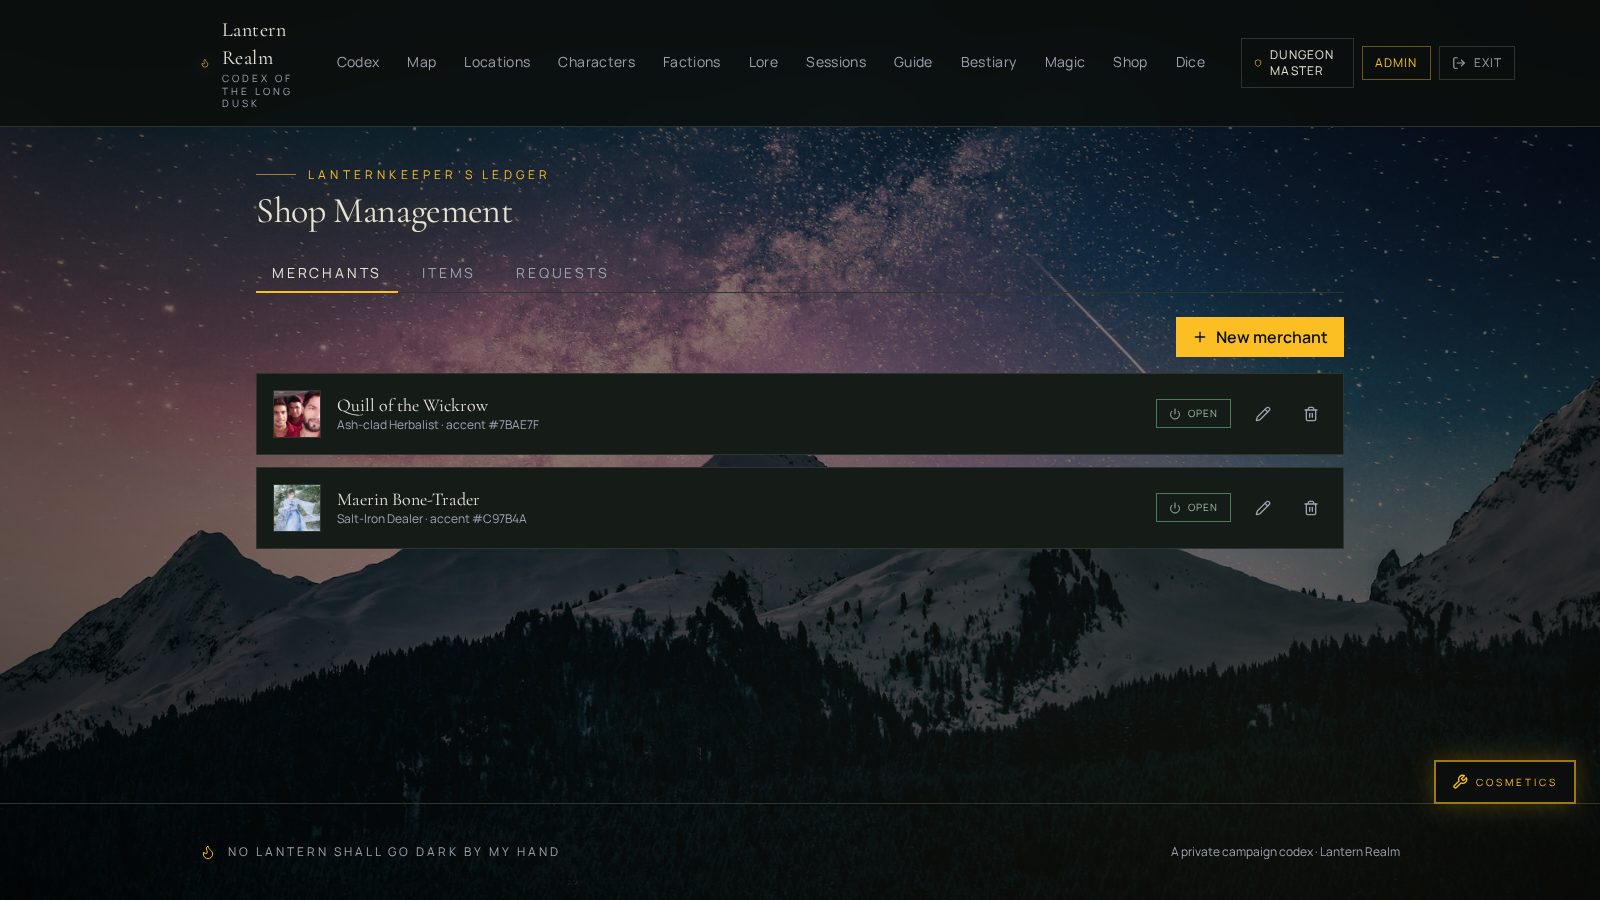 Lantern
Realm
CODEX OF
THE LONG
DUSK
Codex
Map
Locations
Characters
Factions
Lore
Sessions
Guide
Bestiary
Magic
Shop
Dice
DUNGEON
MASTER
ADMIN
EXIT
LANTERNKEEPER'S LEDGER
Shop Management
MERCHANTS
ITEMS
REQUESTS
New merchant
Quill of the Wickrow
Ash-clad Herbalist · accent #7BAE7F
OPEN
Maerin Bone-Trader
Salt-Iron Dealer · accent #C97B4A
OPEN
COSMETICS
NO LANTERN SHALL GO DARK BY MY HAND
A private campaign codex · Lantern Realm